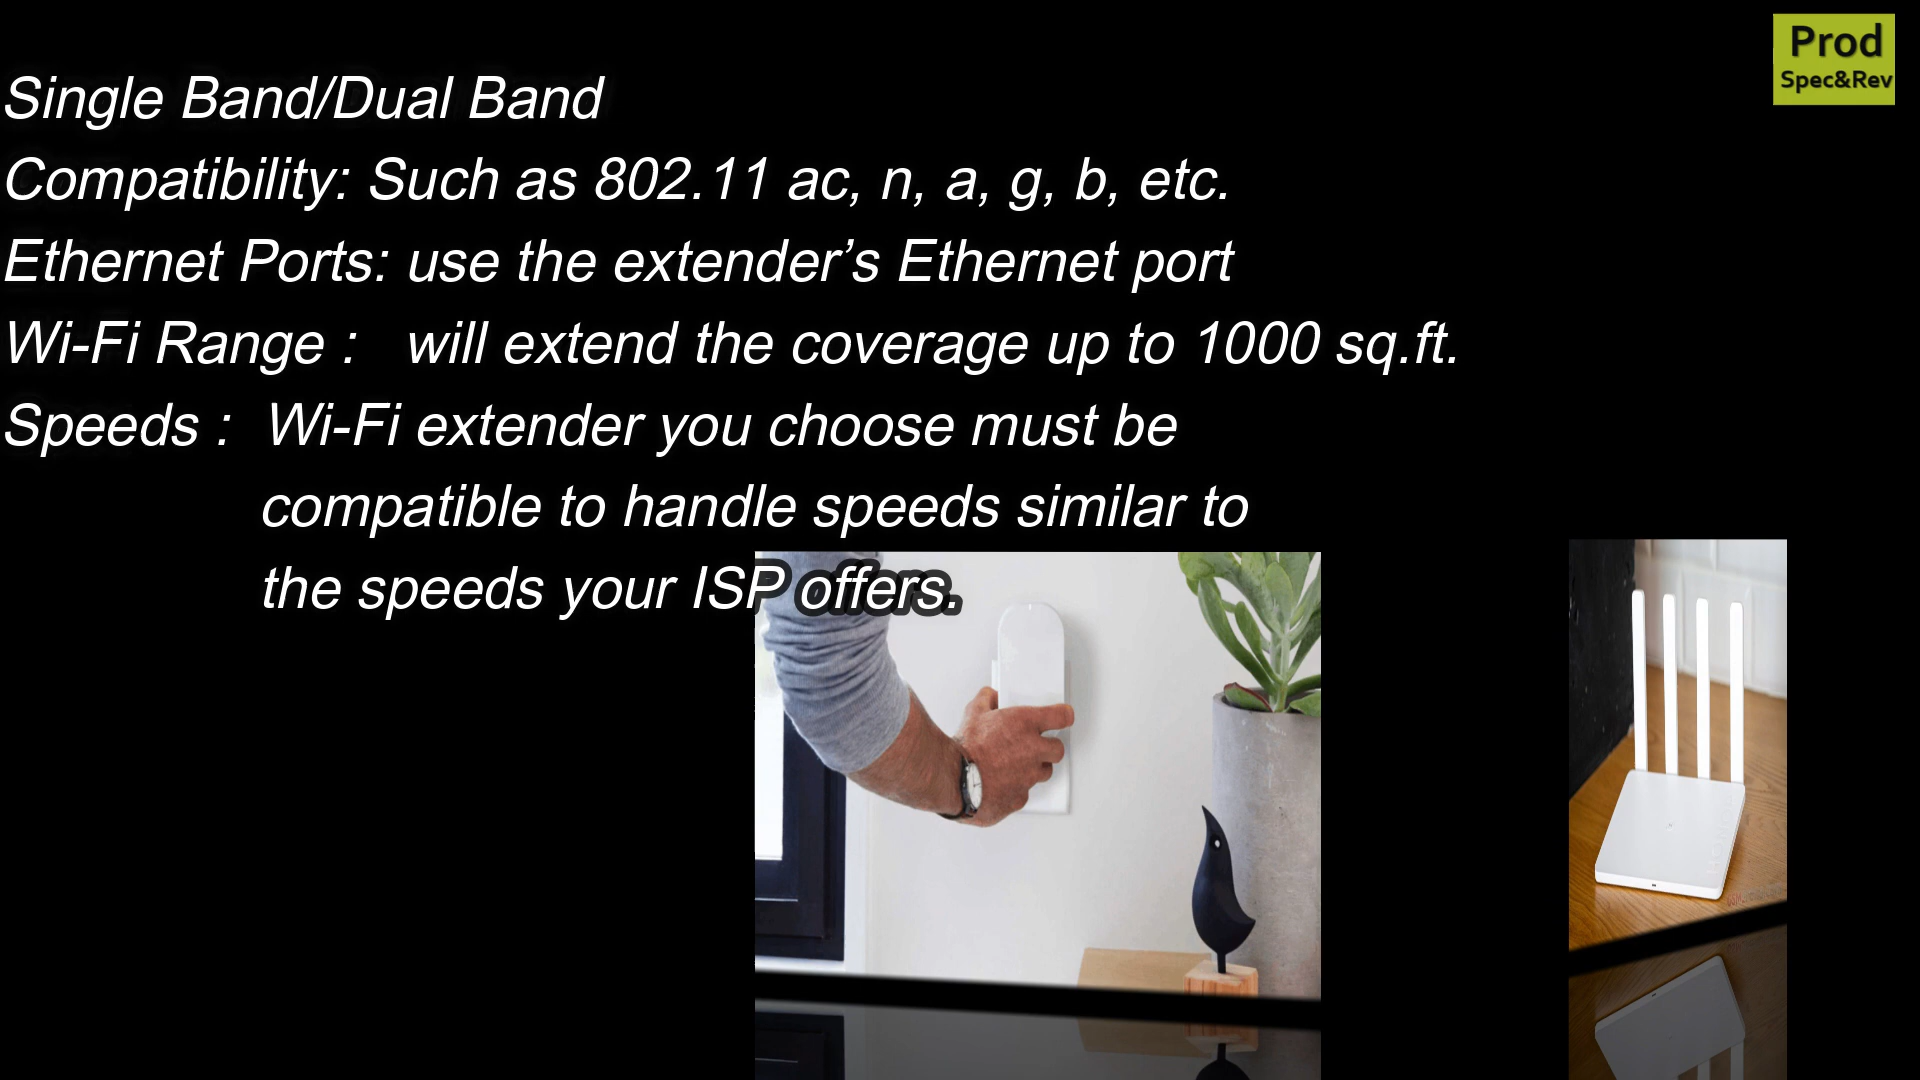 Prod
Spec&Rev
Single Band/Dual Band
Compatibility: Such as 802.11 ac, n, a, g, b, etc.
Ethernet Ports: use the extender’s Ethernet port
Wi-Fi Range : will extend the coverage up to 1000 sq.ft.
Speeds : Wi-Fi extender you choose must be
compatible to handle speeds similar to
the speeds your ISP offers.